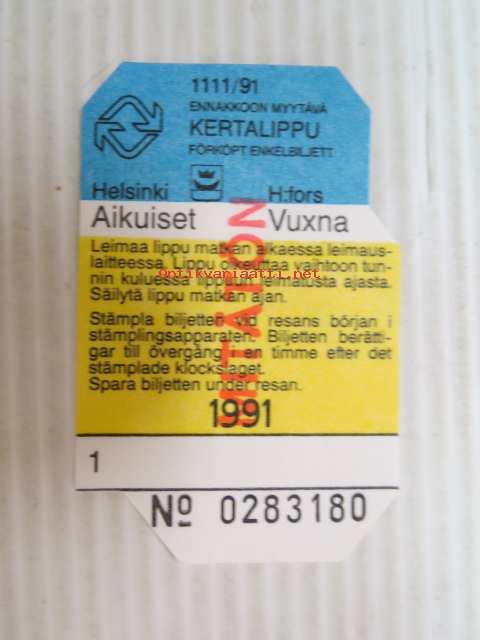 1111/91
ENNAKKOON MYYTÄVÄ
KERTALIPPU
FÖRKÖPT ENKELBILJETT
Helsinki H:fors
Aikuiset Vuxna
Leimaa lippu matkan alkaessa leimaus-
laitteessa. Lippu oikeuttaa vaihtoon tun-
antikvariaatti.net
nin kuluessa lippuun leimatusta ajasta.
Säilytä lippu matkan ajan.
Stämpla biljetten vid resans början i
stämplingsapparaten. Biljetten berätti-
gar till övergång i en timme efter det
stämplade klockslaget.
Spara biljetten under resan.
MITALON
1991
1
Nº 0283180